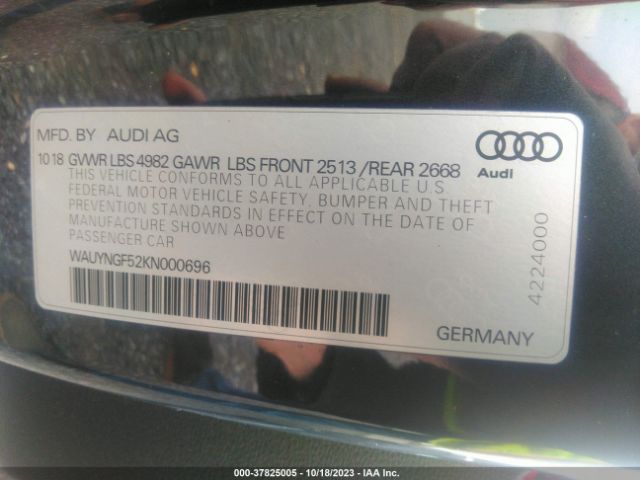 MFD. BY AUDI AG
10 18 GVWR LBS 4982 GAWR LBS FRONT 2513 /REAR 2668
THIS VEHICLE CONFORMS TO ALL APPLICABLE U.S.
FEDERAL MOTOR VEHICLE SAFETY, BUMPER AND THEFT
PREVENTION STANDARDS IN EFFECT ON THE DATE OF
MANUFACTURE SHOWN ABOVE
PASSENGER CAR
WAUYNGF52KN000696
Audi
4224000
GERMANY
000-37825005 - 10/18/2023 - IAA Inc.